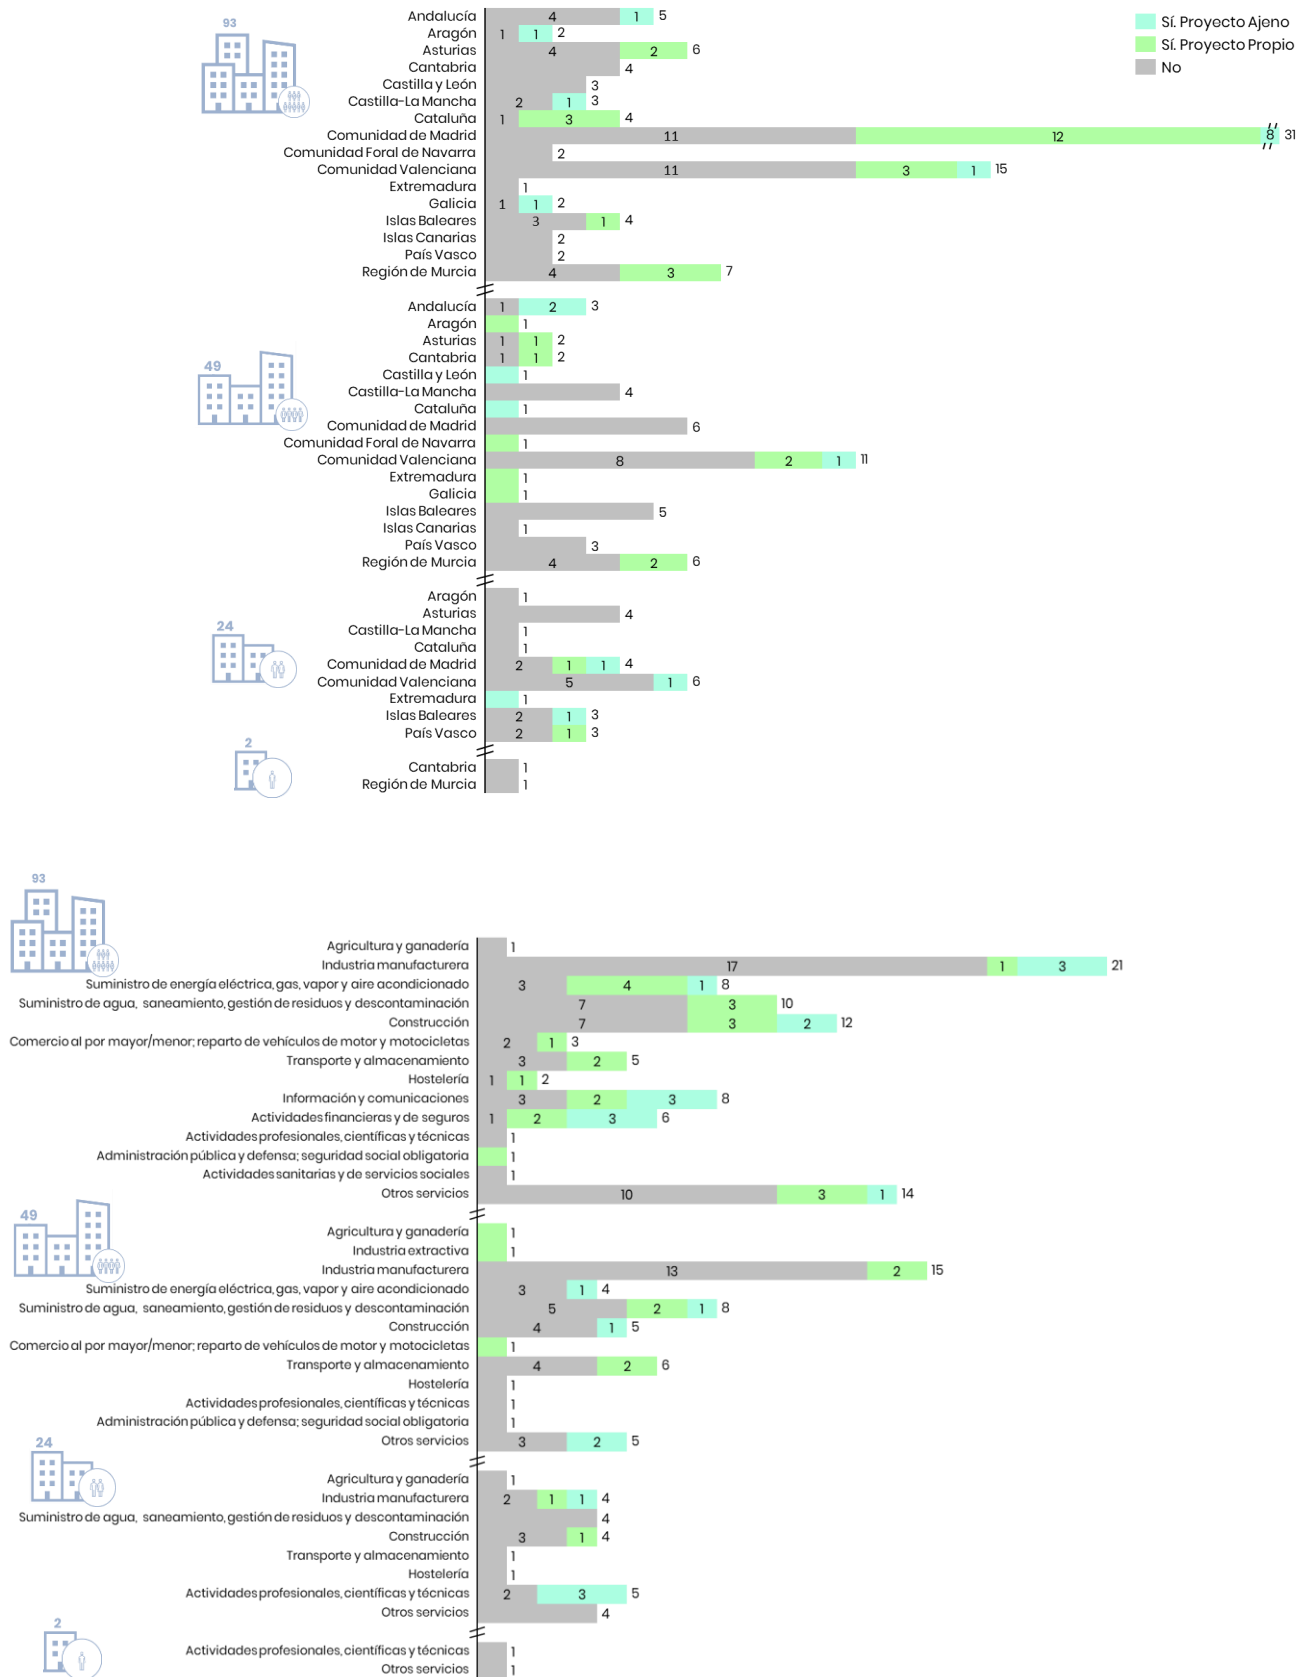 93
Sí. Proyecto Ajeno
Sí. Proyecto Propio
No
Andalucía 4 1 5
Aragón 1 1 2
Asturias 4 2 6
Cantabria 4
Castilla y León 3
Castilla-La Mancha 2 1 3
Cataluña 1 3 4
Comunidad de Madrid 11 12 8 31
Comunidad Foral de Navarra 2
Comunidad Valenciana 11 3 1 15
Extremadura 1
Galicia 1 1 2
Islas Baleares 3 1 4
Islas Canarias 2
País Vasco 2
Región de Murcia 4 3 7
49
Andalucía 1 2 3
Aragón 1
Asturias 1 1 2
Cantabria 1 1 2
Castilla y León 1
Castilla-La Mancha 4
Cataluña 1
Comunidad de Madrid 6
Comunidad Foral de Navarra 1
Comunidad Valenciana 8 2 1 11
Extremadura 1
Galicia 1
Islas Baleares 5
Islas Canarias 1
País Vasco 3
Región de Murcia 4 2 6
24
Aragón 1
Asturias 4
Castilla-La Mancha 1
Cataluña 1
Comunidad de Madrid 2 1 1 4
Comunidad Valenciana 5 1 6
Extremadura 1
Islas Baleares 2 1 3
País Vasco 2 1 3
2
Cantabria 1
Región de Murcia 1
93
Agricultura y ganadería 1
Industria manufacturera 17 1 3 21
Suministro de energía eléctrica, gas, vapor y aire acondicionado 3 4 1 8
Suministro de agua, saneamiento, gestión de residuos y descontaminación 7 3 10
Construcción 7 3 2 12
Comercio al por mayor/menor; reparto de vehículos de motor y motocicletas 2 1 3
Transporte y almacenamiento 3 2 5
Hostelería 1 1 2
Información y comunicaciones 3 2 3 8
Actividades financieras y de seguros 1 2 3 6
Actividades profesionales, científicas y técnicas 1
Administración pública y defensa; seguridad social obligatoria 1
Actividades sanitarias y de servicios sociales 1
Otros servicios 10 3 1 14
49
Agricultura y ganadería 1
Industria extractiva 1
Industria manufacturera 13 2 15
Suministro de energía eléctrica, gas, vapor y aire acondicionado 3 1 4
Suministro de agua, saneamiento, gestión de residuos y descontaminación 5 2 1 8
Construcción 4 1 5
Comercio al por mayor/menor; reparto de vehículos de motor y motocicletas 1
Transporte y almacenamiento 4 2 6
Hostelería 1
Actividades profesionales, científicas y técnicas 1
Administración pública y defensa; seguridad social obligatoria 1
Otros servicios 3 2 5
24
Agricultura y ganadería 1
Industria manufacturera 2 1 1 4
Suministro de agua, saneamiento, gestión de residuos y descontaminación 4
Construcción 3 1 4
Transporte y almacenamiento 1
Hostelería 1
Actividades profesionales, científicas y técnicas 2 3 5
Otros servicios 4
2
Actividades profesionales, científicas y técnicas 1
Otros servicios 1